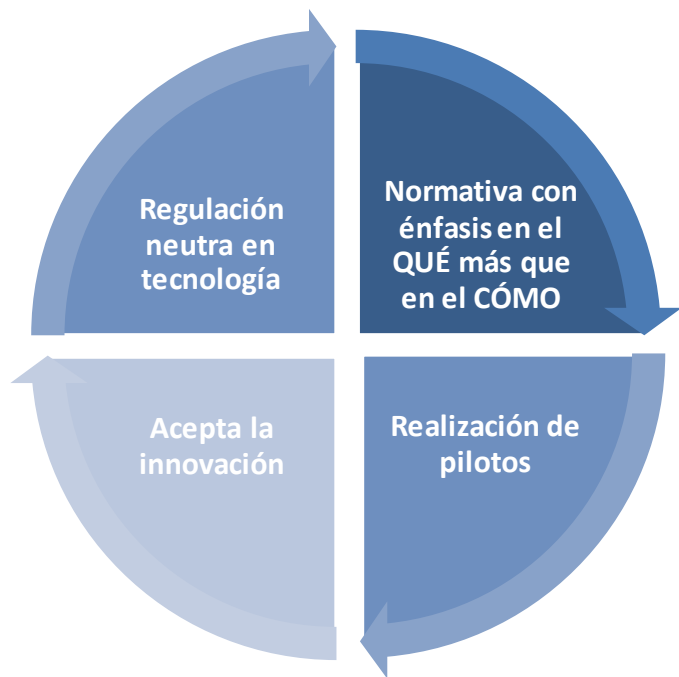 Regulación
neutra en
tecnología
Normativa con
énfasis en el
QUÉ más que
en el CÓMO
Acepta la
innovación
Realización de
pilotos